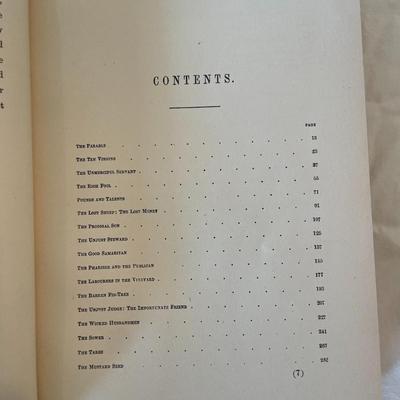 CONTENTS.
PAGE
The Parable 13
The Ten Virgins 23
The Unmerciful Servant 37
The Rich Fool 55
Pounds and Talents 71
The Lost Sheep: The Lost Money 91
The Prodigal Son 107
The Unjust Steward 125
The Good Samaritan 137
The Pharisee and the Publican 155
The Labourers in the Vineyard 177
The Barren Fig-Tree 193
The Unjust Judge: The Importunate Friend 207
The Wicked Husbandmen 227
The Sower 241
The Tares 267
The Mustard Seed 287
(7)